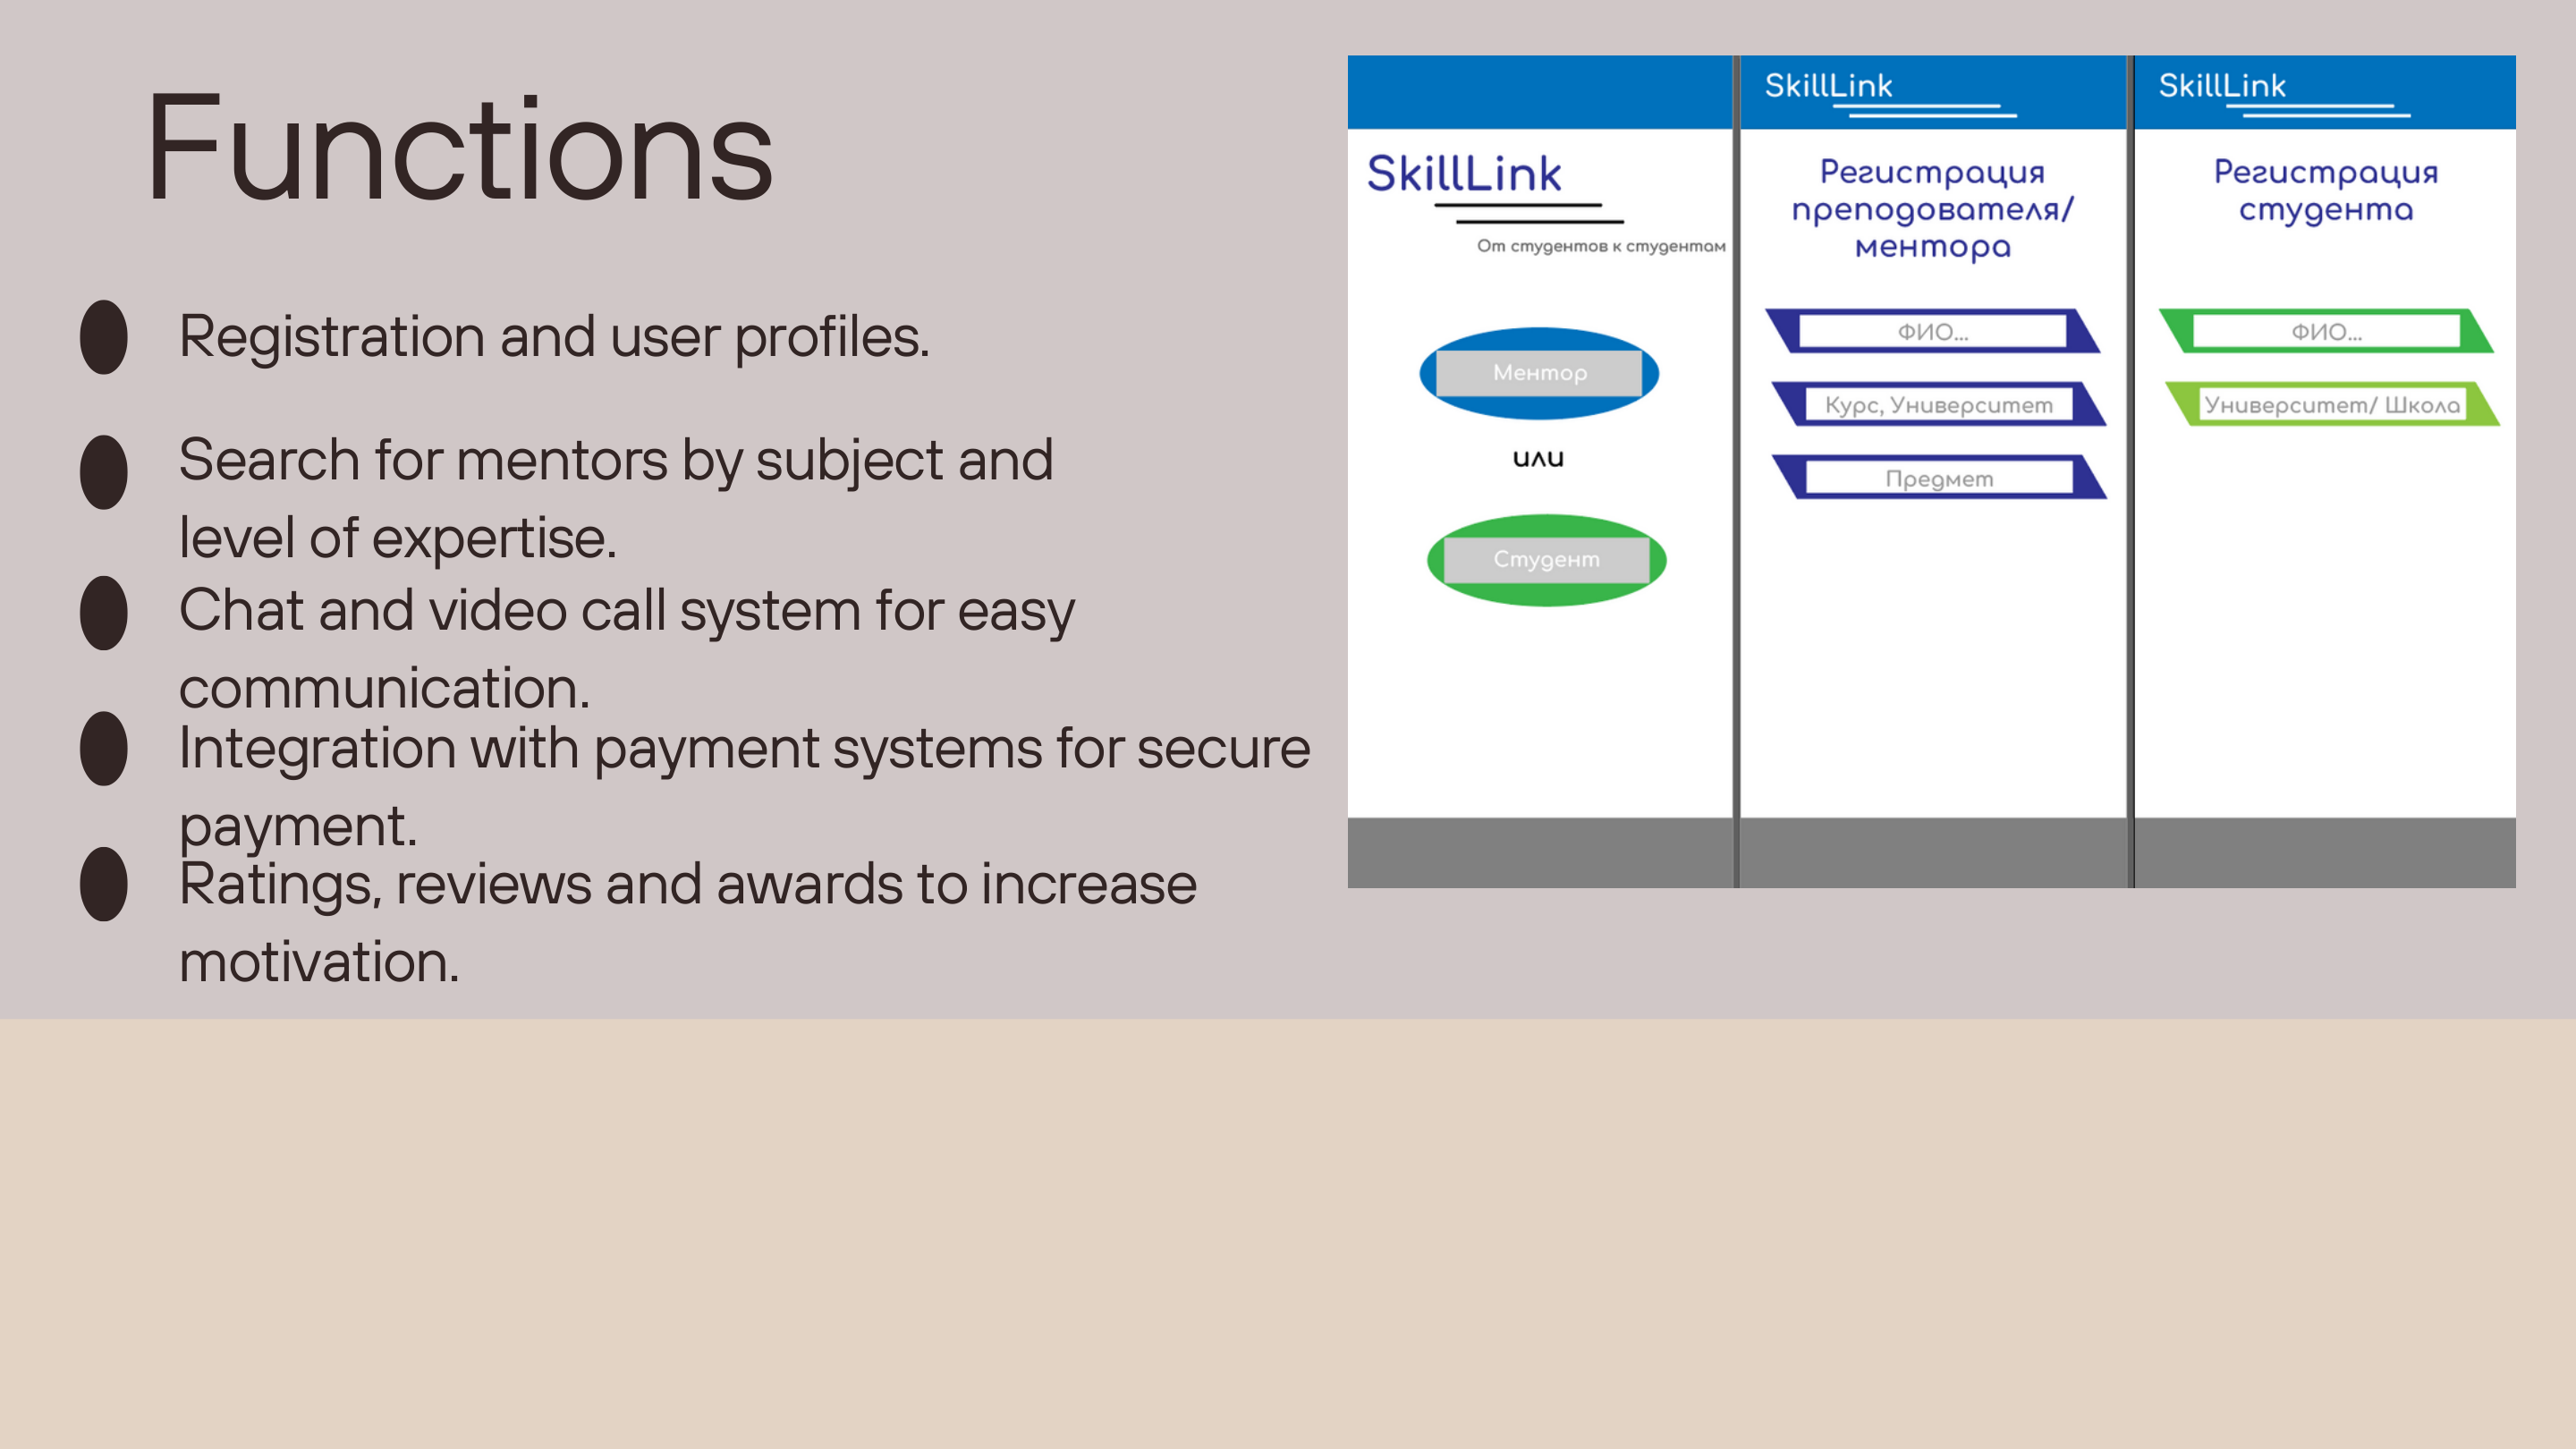 Functions
Registration and user profiles.
Search for mentors by subject and
level of expertise.
Chat and video call system for easy
communication.
Integration with payment systems for secure
payment.
Ratings, reviews and awards to increase
motivation.
SkillLink
От студентов к студентам
Ментор
или
Студент
SkillLink
Регистрация
преподователя/
ментора
ФИО...
Курс, Университет
Предмет
SkillLink
Регистрация
студента
ФИО...
Университет/ Школа